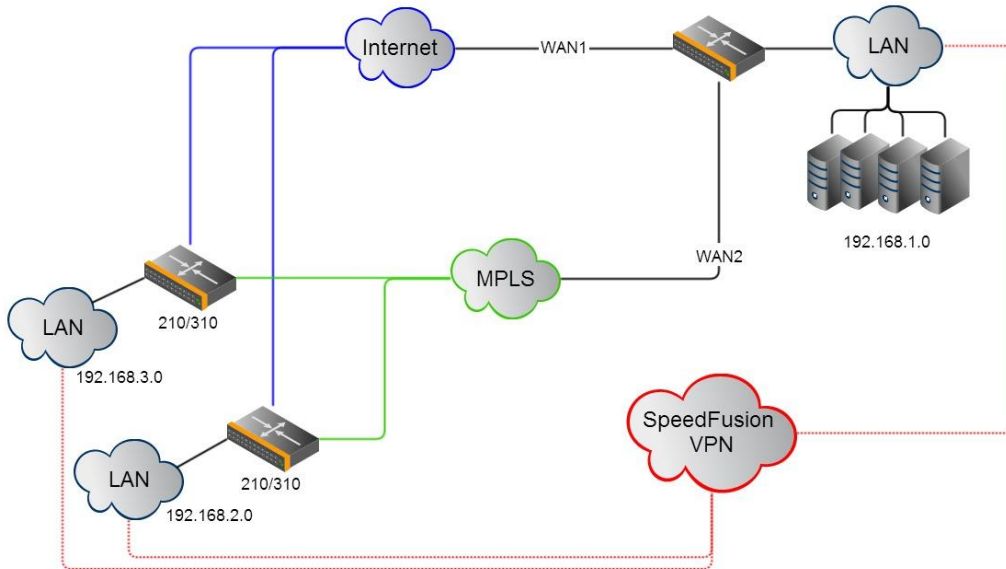 Internet
WAN1
LAN
192.168.1.0
WAN2
MPLS
210/310
LAN
192.168.3.0
SpeedFusion
VPN
LAN
210/310
192.168.2.0